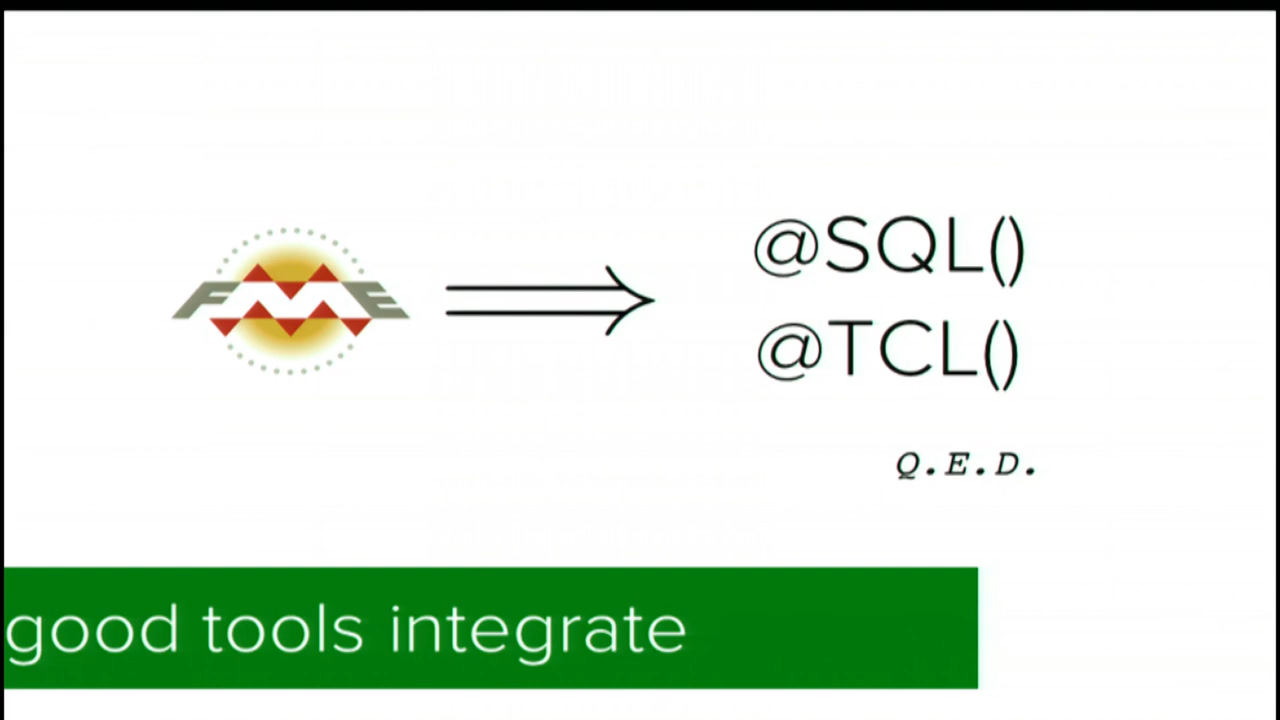 FME
@SQL()
@TCL()
Q.E.D.
good tools integrate